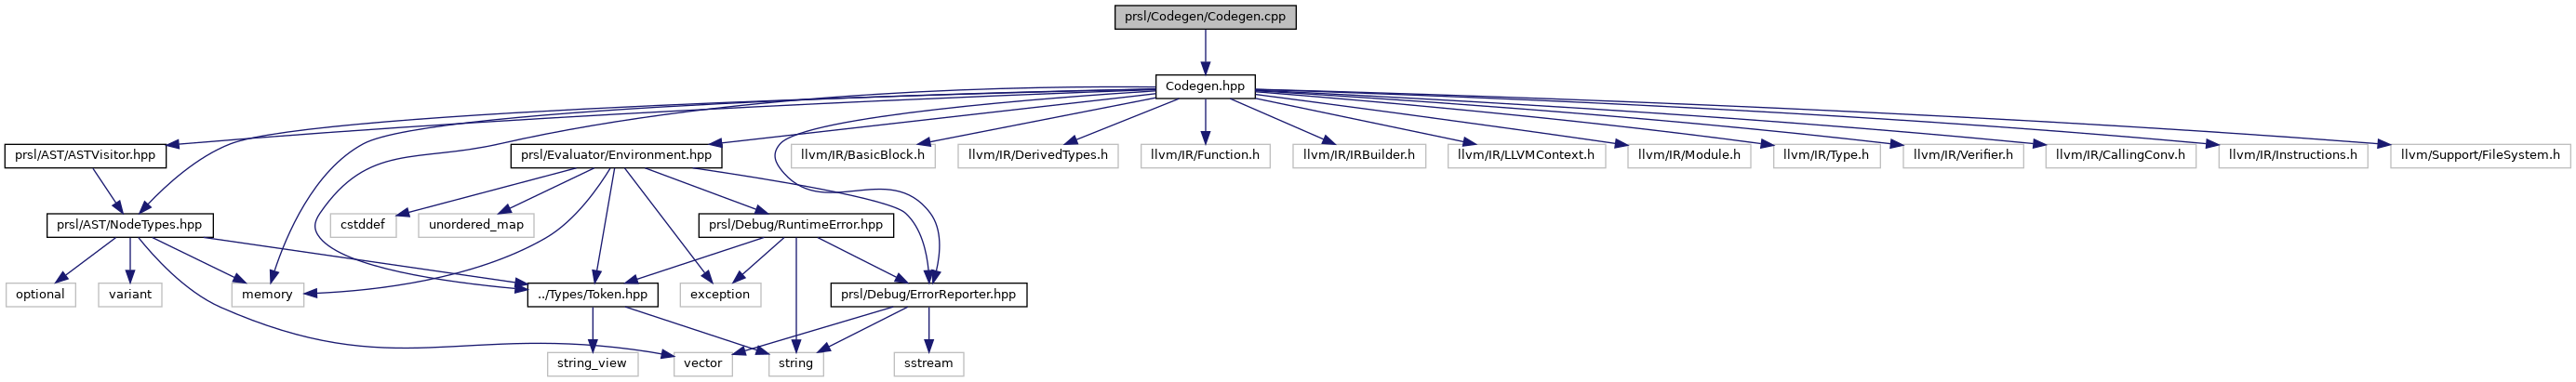 prsl/Codegen/Codegen.cpp
Codegen.hpp
prsl/AST/ASTVisitor.hpp
prsl/Evaluator/Environment.hpp
llvm/IR/BasicBlock.h
llvm/IR/DerivedTypes.h
llvm/IR/Function.h
llvm/IR/IRBuilder.h
llvm/IR/LLVMContext.h
llvm/IR/Module.h
llvm/IR/Type.h
llvm/IR/Verifier.h
llvm/IR/CallingConv.h
llvm/IR/Instructions.h
llvm/Support/FileSystem.h
prsl/AST/NodeTypes.hpp
cstddef
unordered_map
prsl/Debug/RuntimeError.hpp
optional
variant
memory
../Types/Token.hpp
exception
prsl/Debug/ErrorReporter.hpp
string_view
vector
string
sstream